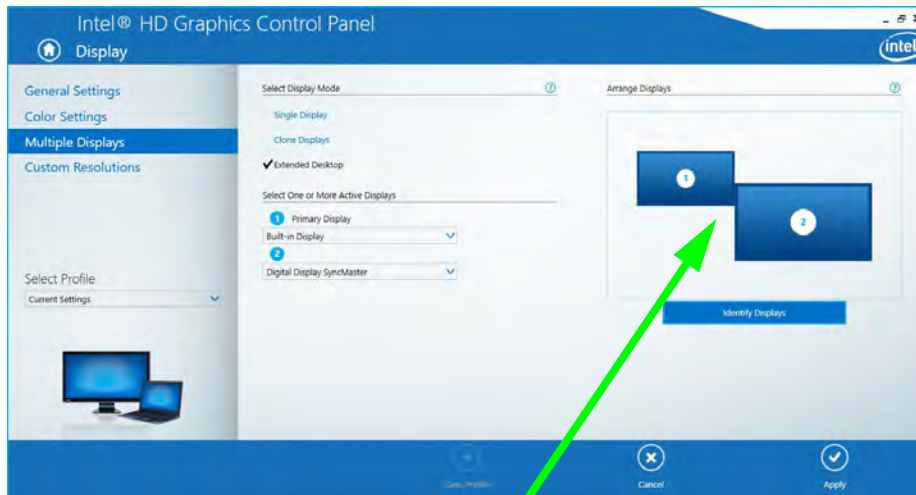 Intel® HD Graphics Control Panel
Display
intel
General Settings
Color Settings
Multiple Displays
Custom Resolutions
Select Profile
Current Settings
Select Display Mode
Single Display
Clone Displays
Extended Desktop
Select One or More Active Displays
1 Primary Display
Built-in Display
2
Digital Display SyncMaster
Arrange Displays
1
2
Identify Displays
Save Profile
Cancel
Apply